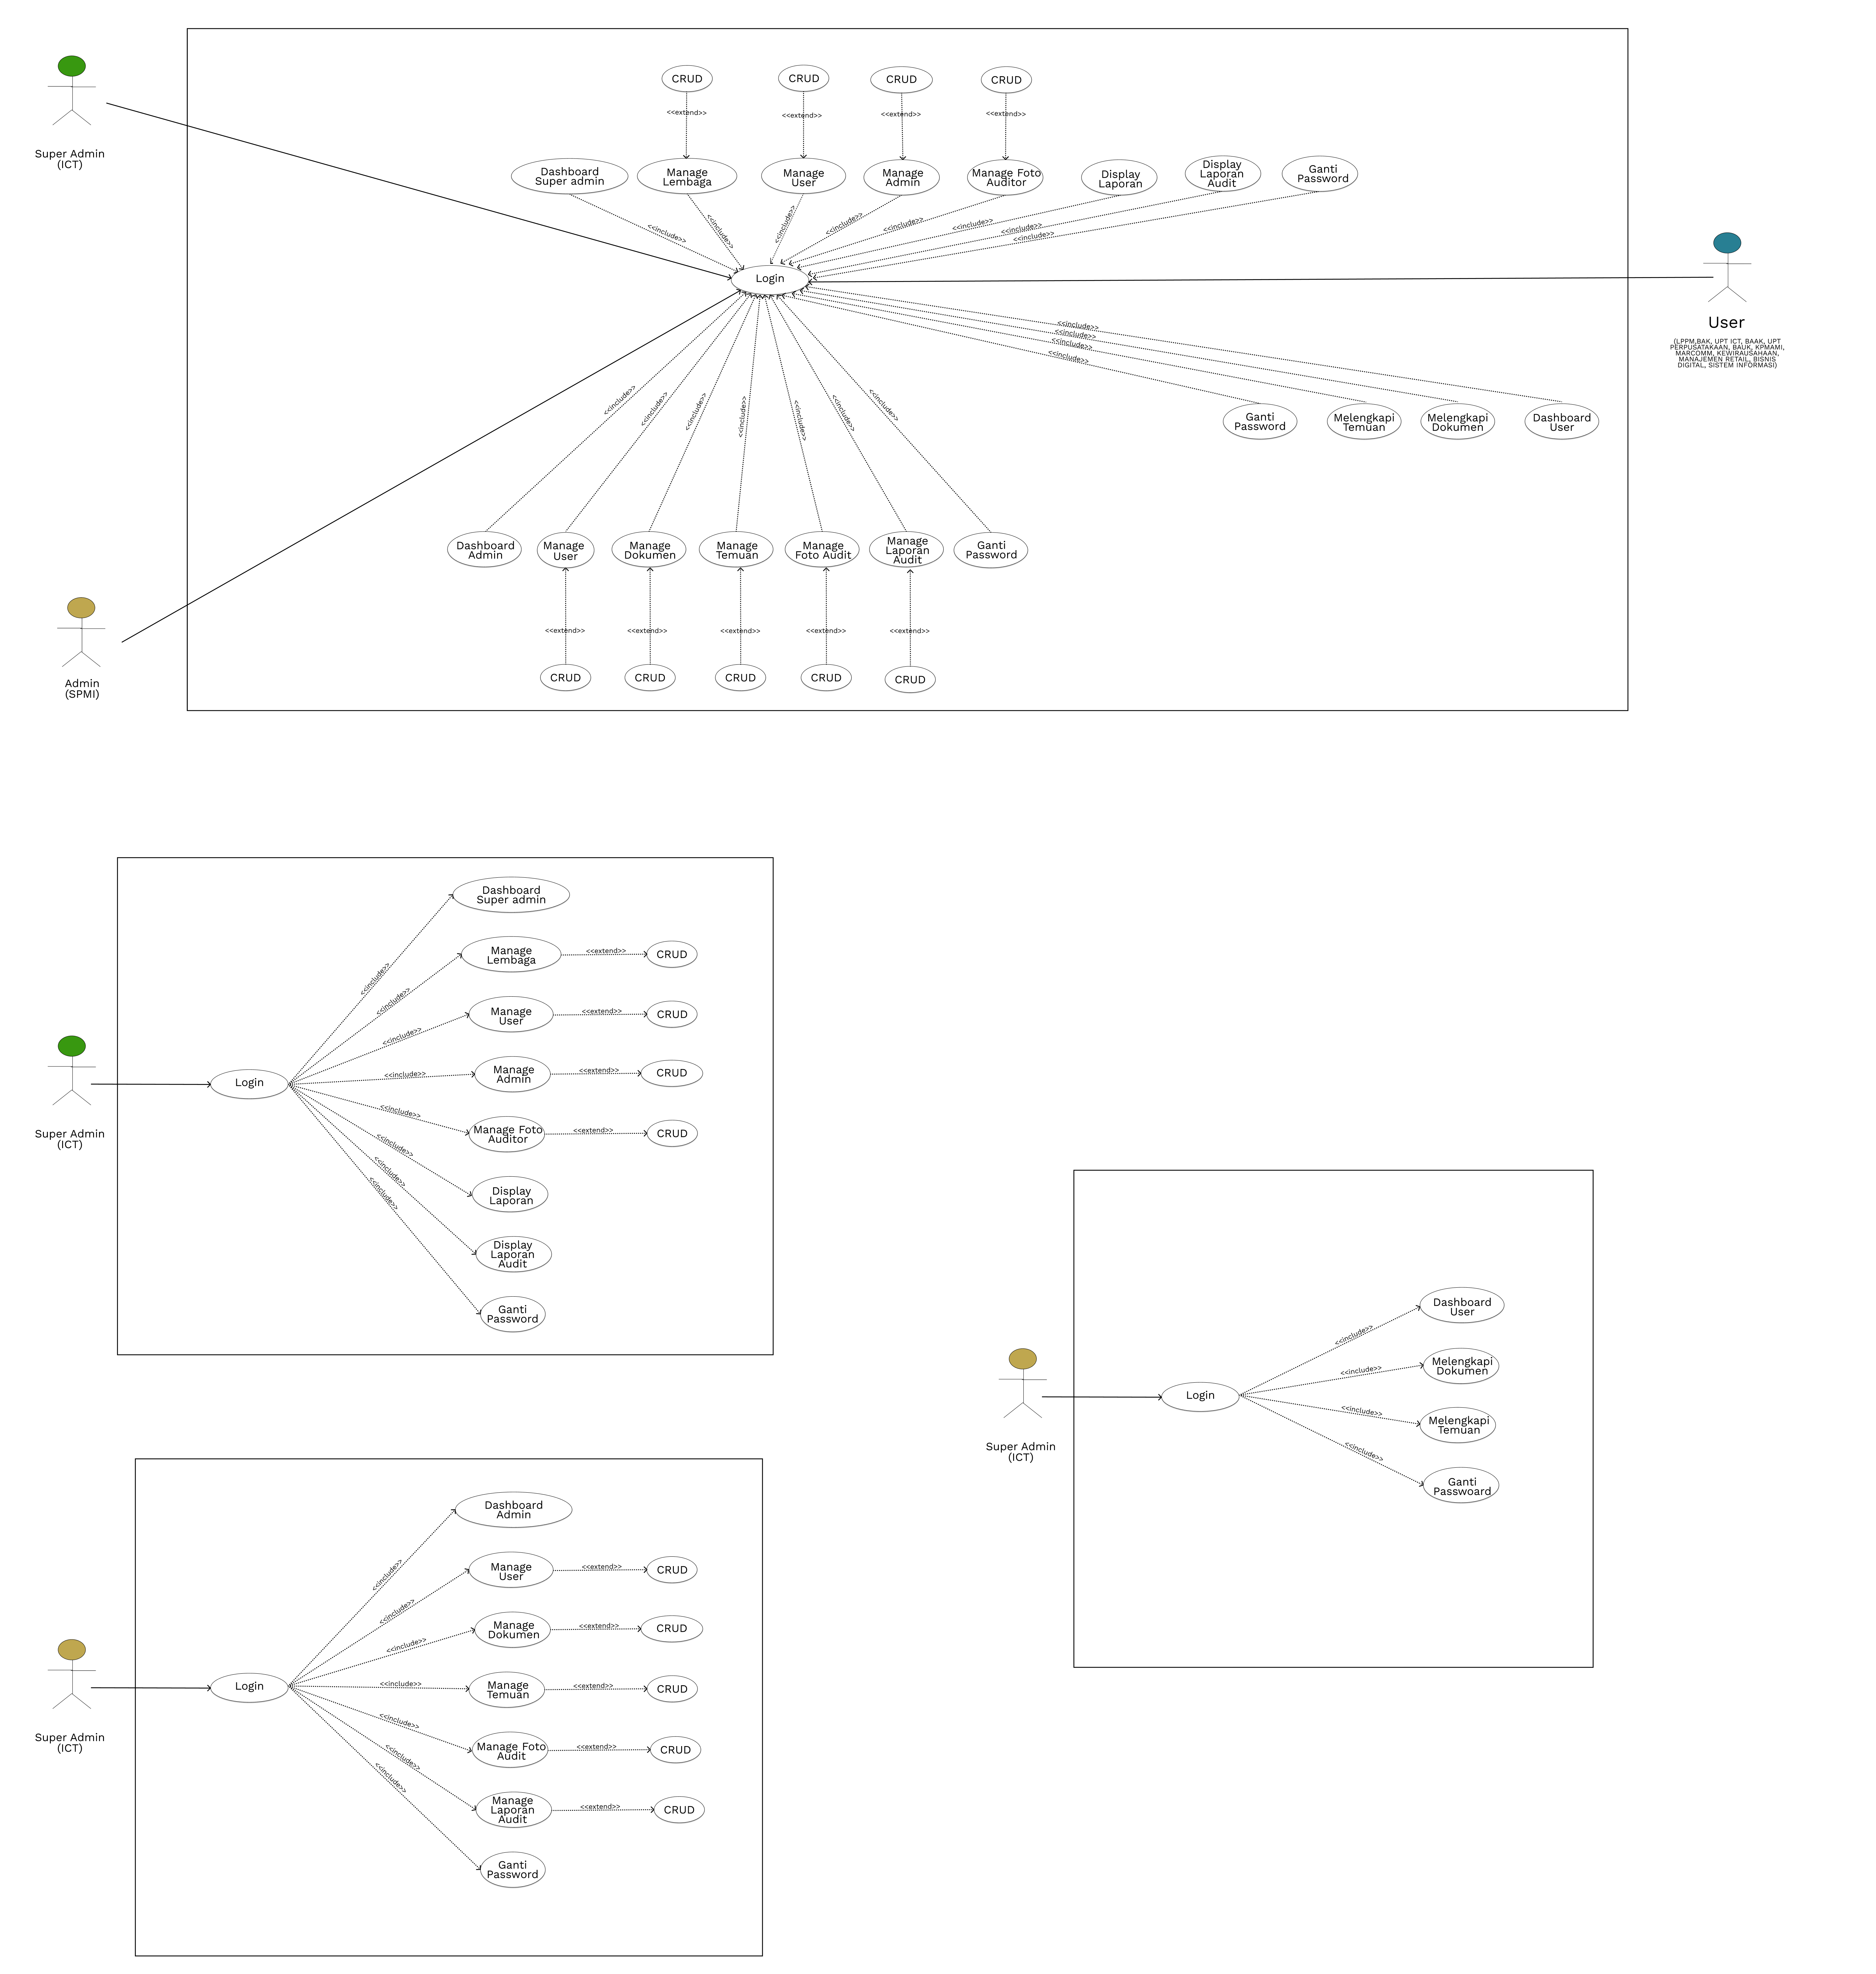 CRUD
CRUD
CRUD
CRUD
<<extend>>
<<extend>>
<<extend>>
<<extend>>
Super Admin
(ICT)
Dashboard
Super admin
Manage
Lembaga
Manage
User
Manage
Admin
Manage Foto
Auditor
Display
Laporan
Display
Laporan
Audit
Ganti
Password
<<include>>
<<include>>
<<include>>
<<include>>
<<include>>
<<include>>
<<include>>
<<include>>
Login
User
(LPPM,BAK, UPT ICT, BAAK, UPT
PERPUSATAKAAN, BAUK, KPMAMI,
MARCOMM, KEWIRAUSAHAAN,
MANAJEMEN RETAIL, BISNIS
DIGITAL, SISTEM INFORMASI)
<<include>>
<<include>>
<<include>>
<<include>>
Ganti
Password
Melengkapi
Temuan
Melengkapi
Dokumen
Dashboard
User
<<include>>
<<include>>
<<include>>
<<include>>
<<include>>
<<include>>
<<include>>
Dashboard
Admin
Manage
User
Manage
Dokumen
Manage
Temuan
Manage
Foto Audit
Manage
Laporan
Audit
Ganti
Password
<<extend>>
<<extend>>
<<extend>>
<<extend>>
<<extend>>
CRUD
CRUD
CRUD
CRUD
CRUD
Admin
(SPMI)
Super Admin
(ICT)
Login
<<include>>
<<include>>
<<include>>
<<include>>
<<include>>
<<include>>
<<include>>
<<include>>
Dashboard
Super admin
Manage
Lembaga
<<extend>>
CRUD
Manage
User
<<extend>>
CRUD
Manage
Admin
<<extend>>
CRUD
Manage Foto
Auditor
<<extend>>
CRUD
Display
Laporan
Display
Laporan
Audit
Ganti
Password
Super Admin
(ICT)
Login
<<include>>
<<include>>
<<include>>
<<include>>
Dashboard
User
Melengkapi
Dokumen
Melengkapi
Temuan
Ganti
Passwoard
Super Admin
(ICT)
Login
<<include>>
<<include>>
<<include>>
<<include>>
<<include>>
<<include>>
<<include>>
Dashboard
Admin
Manage
User
<<extend>>
CRUD
Manage
Dokumen
<<extend>>
CRUD
Manage
Temuan
<<extend>>
CRUD
Manage Foto
Audit
<<extend>>
CRUD
Manage
Laporan
Audit
<<extend>>
CRUD
Ganti
Password